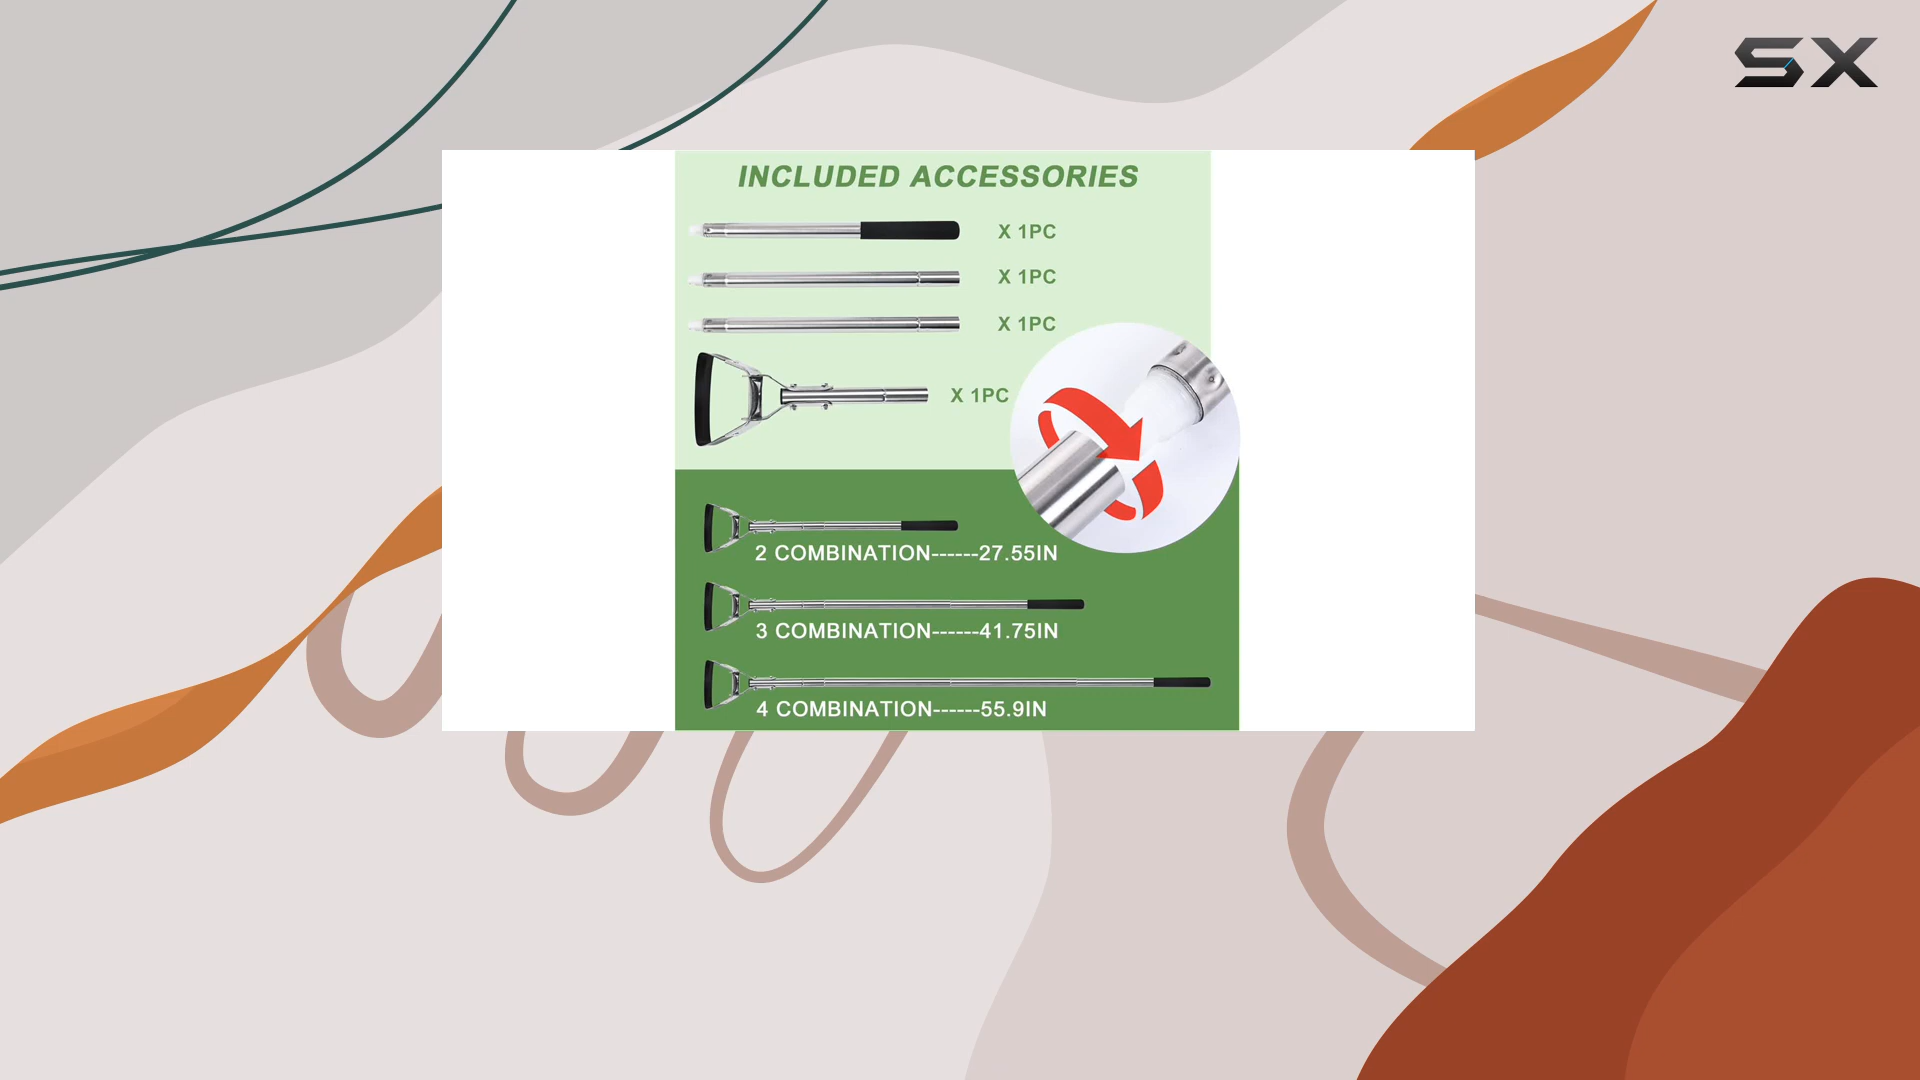 SX
INCLUDED ACCESSORIES
X 1PC
X 1PC
X 1PC
X 1PC
2 COMBINATION------27.55IN
3 COMBINATION------41.75IN
4 COMBINATION------55.9IN